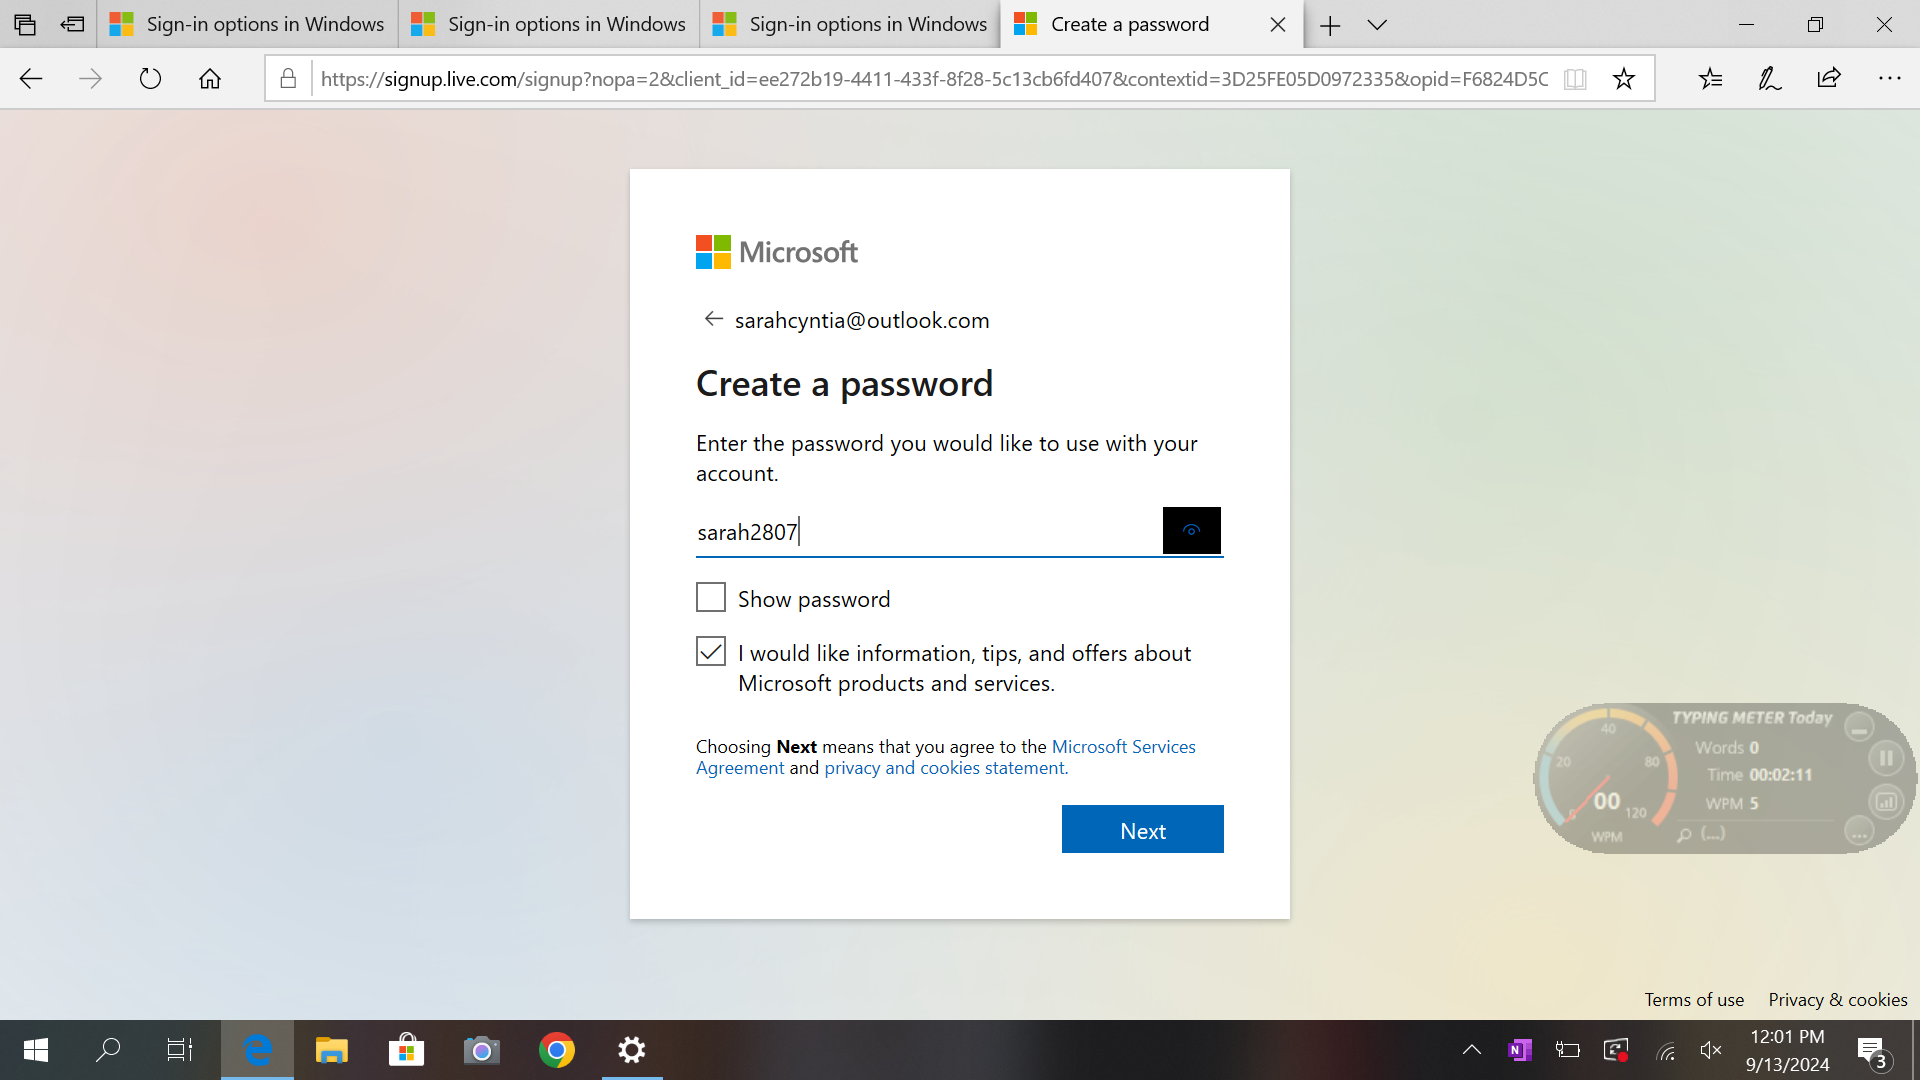 Sign-in options in Windows
Sign-in options in Windows
Sign-in options in Windows
Create a password
https://signup.live.com/signup?nopa=2&client_id=ee272b19-4411-433f-8f28-5c13cb6fd407&contextid=3D25FE05D0972335&opid=F6824D5C
Microsoft
sarahcyntia@outlook.com
Create a password
Enter the password you would like to use with your
account.
sarah2807
Show password
I would like information, tips, and offers about
Microsoft products and services.
Choosing Next means that you agree to the Microsoft Services
Agreement and privacy and cookies statement.
Next
TYPING METER Today
Words 0
Time 00:02:11
WPM 5
(...)
20 40 80 120
5
00
WPM
Terms of use Privacy & cookies
N
12:01 PM
9/13/2024
3